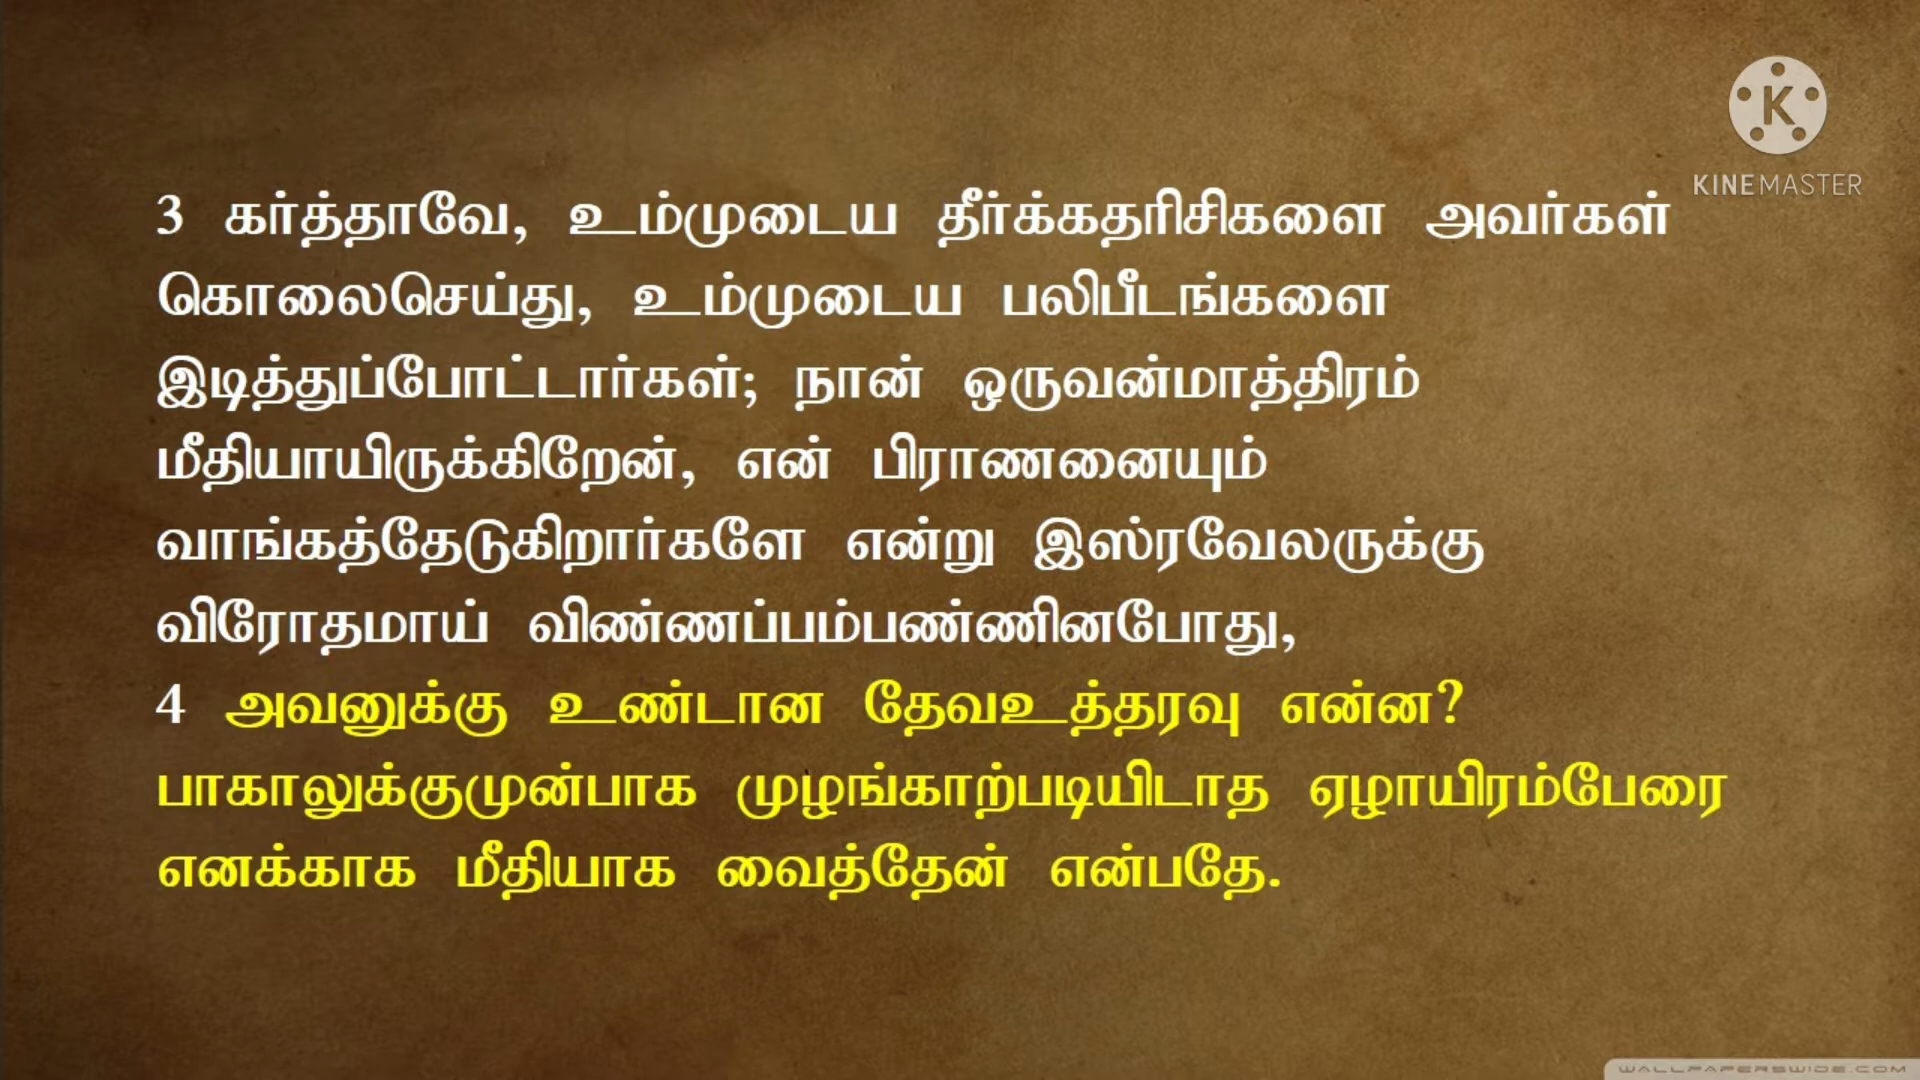 KINEMASTER
3 கர்த்தாவே, உம்முடைய தீர்க்கதரிசிகளை அவர்கள்
கொலைசெய்து, உம்முடைய பலிபீடங்களை
இடித்துப்போட்டார்கள்; நான் ஒருவன்மாத்திரம்
மீதியாயிருக்கிறேன், என் பிராணனையும்
வாங்கத்தேடுகிறார்களே என்று இஸ்ரவேலருக்கு
விரோதமாய் விண்ணப்பம்பண்ணினபோது,
4 அவனுக்கு உண்டான தேவஉத்தரவு என்ன?
பாகாலுக்குமுன்பாக முழங்காற்படியிடாத ஏழாயிரம்பேரை
எனக்காக மீதியாக வைத்தேன் என்பதே.
WALLPAPERSWIDE.COM